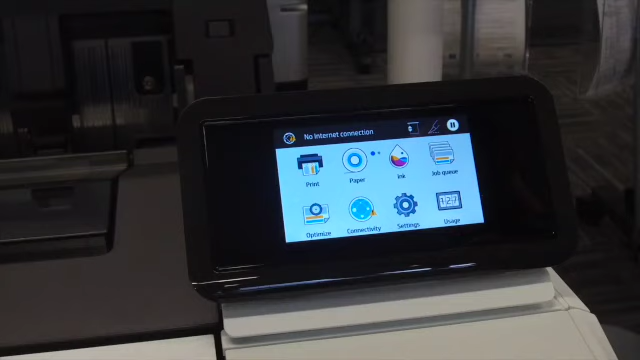 No Internet connection
Print
Paper
Ink
Job queue
Optimize
Connectivity
Settings
Usage